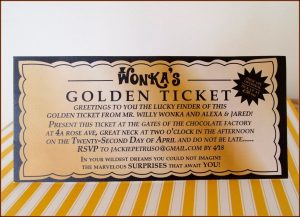 WONKA'S
GOLDEN TICKET
GREETINGS TO YOU THE LUCKY FINDER OF THIS
GOLDEN TICKET FROM MR. WILLY WONKA AND ALEXA & JARED!
PRESENT THIS TICKET AT THE GATES OF THE CHOCOLATE FACTORY
AT 4A ROSE AVE, GREAT NECK AT TWO O'CLOCK IN THE AFTERNOON
ON THE TWENTY-SECOND DAY OF APRIL AND DO NOT BE LATE.....
RSVP TO JACKIEPETRUSO@GMAIL.COM BY 4/18
IN YOUR WILDEST DREAMS YOU COULD NOT IMAGINE
THE MARVELOUS SURPRISES THAT AWAIT YOU!